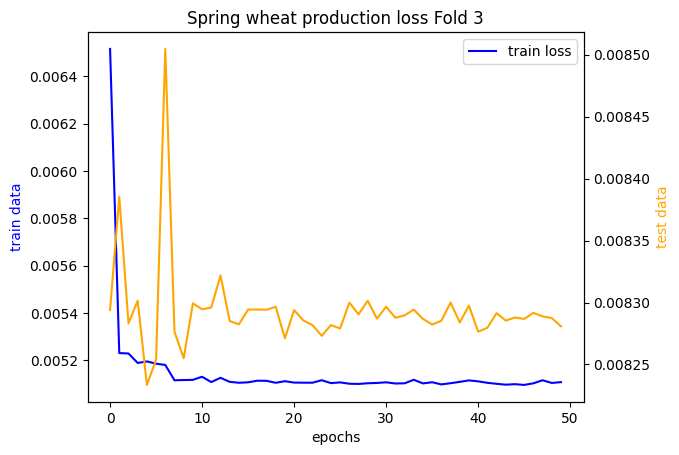 Spring wheat production loss Fold 3
train loss
train data
0.0064
0.0062
0.0060
0.0058
0.0056
0.0054
0.0052
0.00850
0.00845
0.00840
0.00835
0.00830
0.00825
test data
0 10 20 30 40 50
epochs